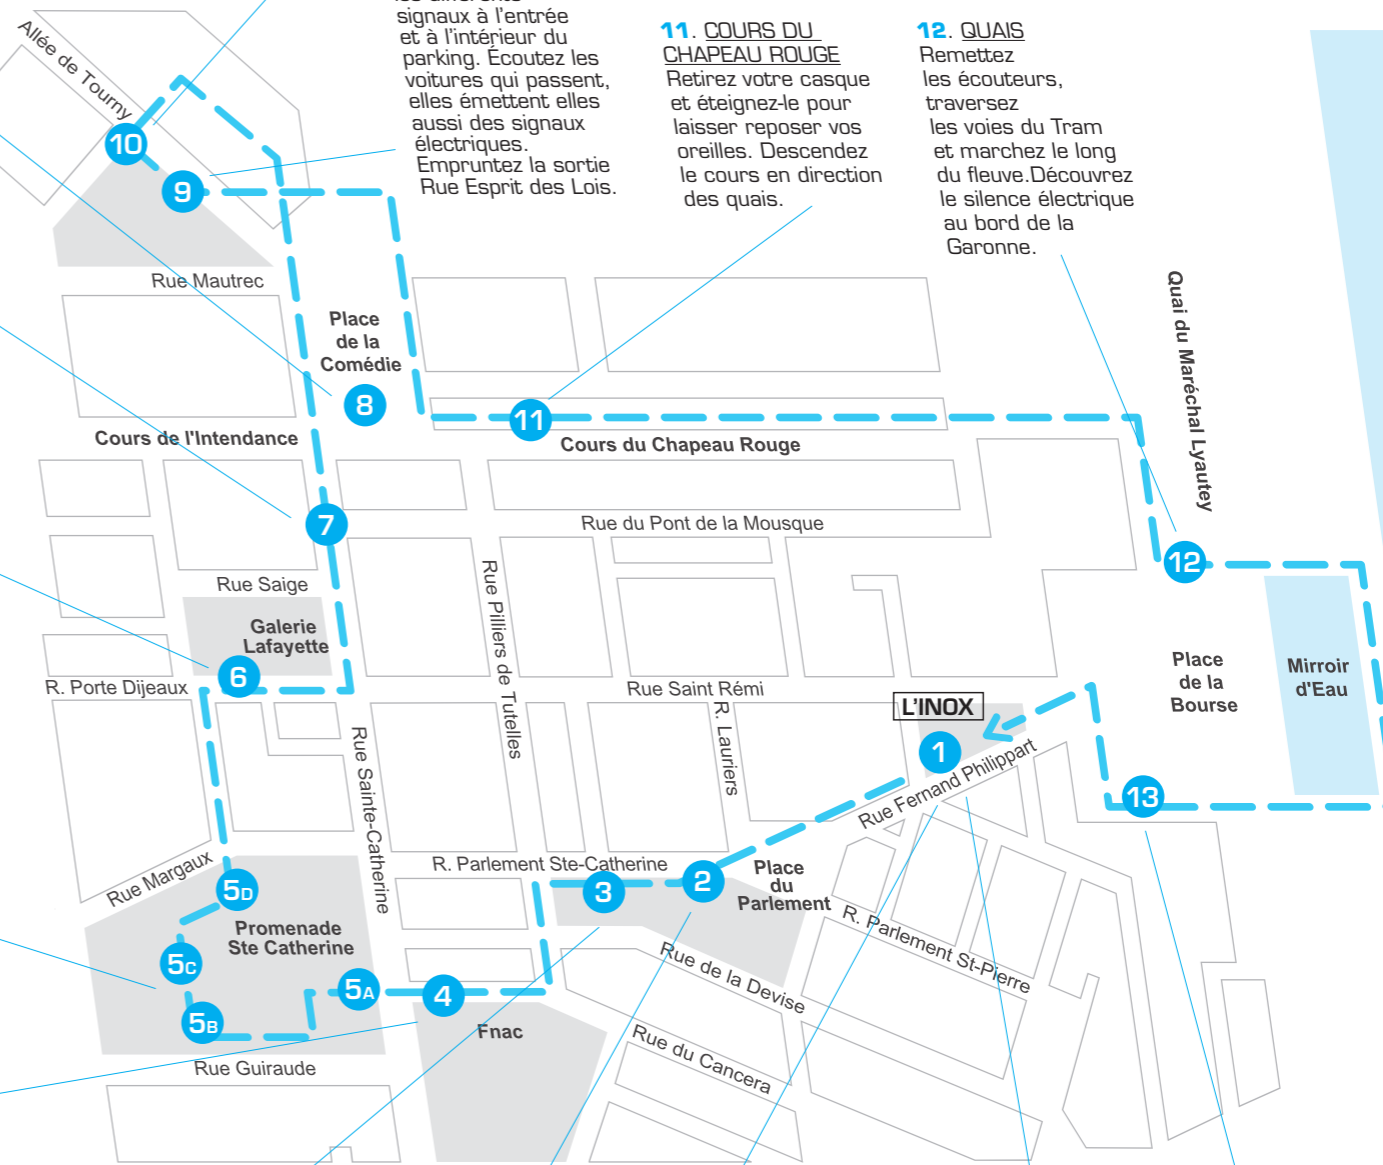 signaux à l'entrée
et à l'intérieur du
parking. Écoutez les
voitures qui passent,
elles émettent elles
aussi des signaux
électriques.
Empruntez la sortie
Rue Esprit des Lois.
11. COURS DU
CHAPEAU ROUGE
Retirez votre casque
et éteignez-le pour
laisser reposer vos
oreilles. Descendez
le cours en direction
des quais.
12. QUAIS
Remettez
les écouteurs,
traversez
les voies du Tram
et marchez le long
du fleuve.Découvrez
le silence électrique
au bord de la
Garonne.
Allée de Tourny
10
9
Rue Mautrec
Place
de la
Comédie
8
11
Cours de l'Intendance
Cours du Chapeau Rouge
Quai du Maréchal Lyautey
7
Rue du Pont de la Mousque
12
Rue Saige
Galerie
Lafayette
6
R. Porte Dijeaux
Rue Pilliers de Tutelles
Rue Saint Rémi
R. Lauriers
L'INOX
1
Place
de la
Bourse
Mirroir
d'Eau
Rue Fernand Philippart
13
Rue Sainte-Catherine
Rue Margaux
R. Parlement Ste-Catherine
5D
3
2
Place
du
Parlement
Promenade
Ste Catherine
5C
5A
4
5B
R. Parlement St-Pierre
Rue de la Devise
Fnac
Rue du Cancera
Rue Guiraude